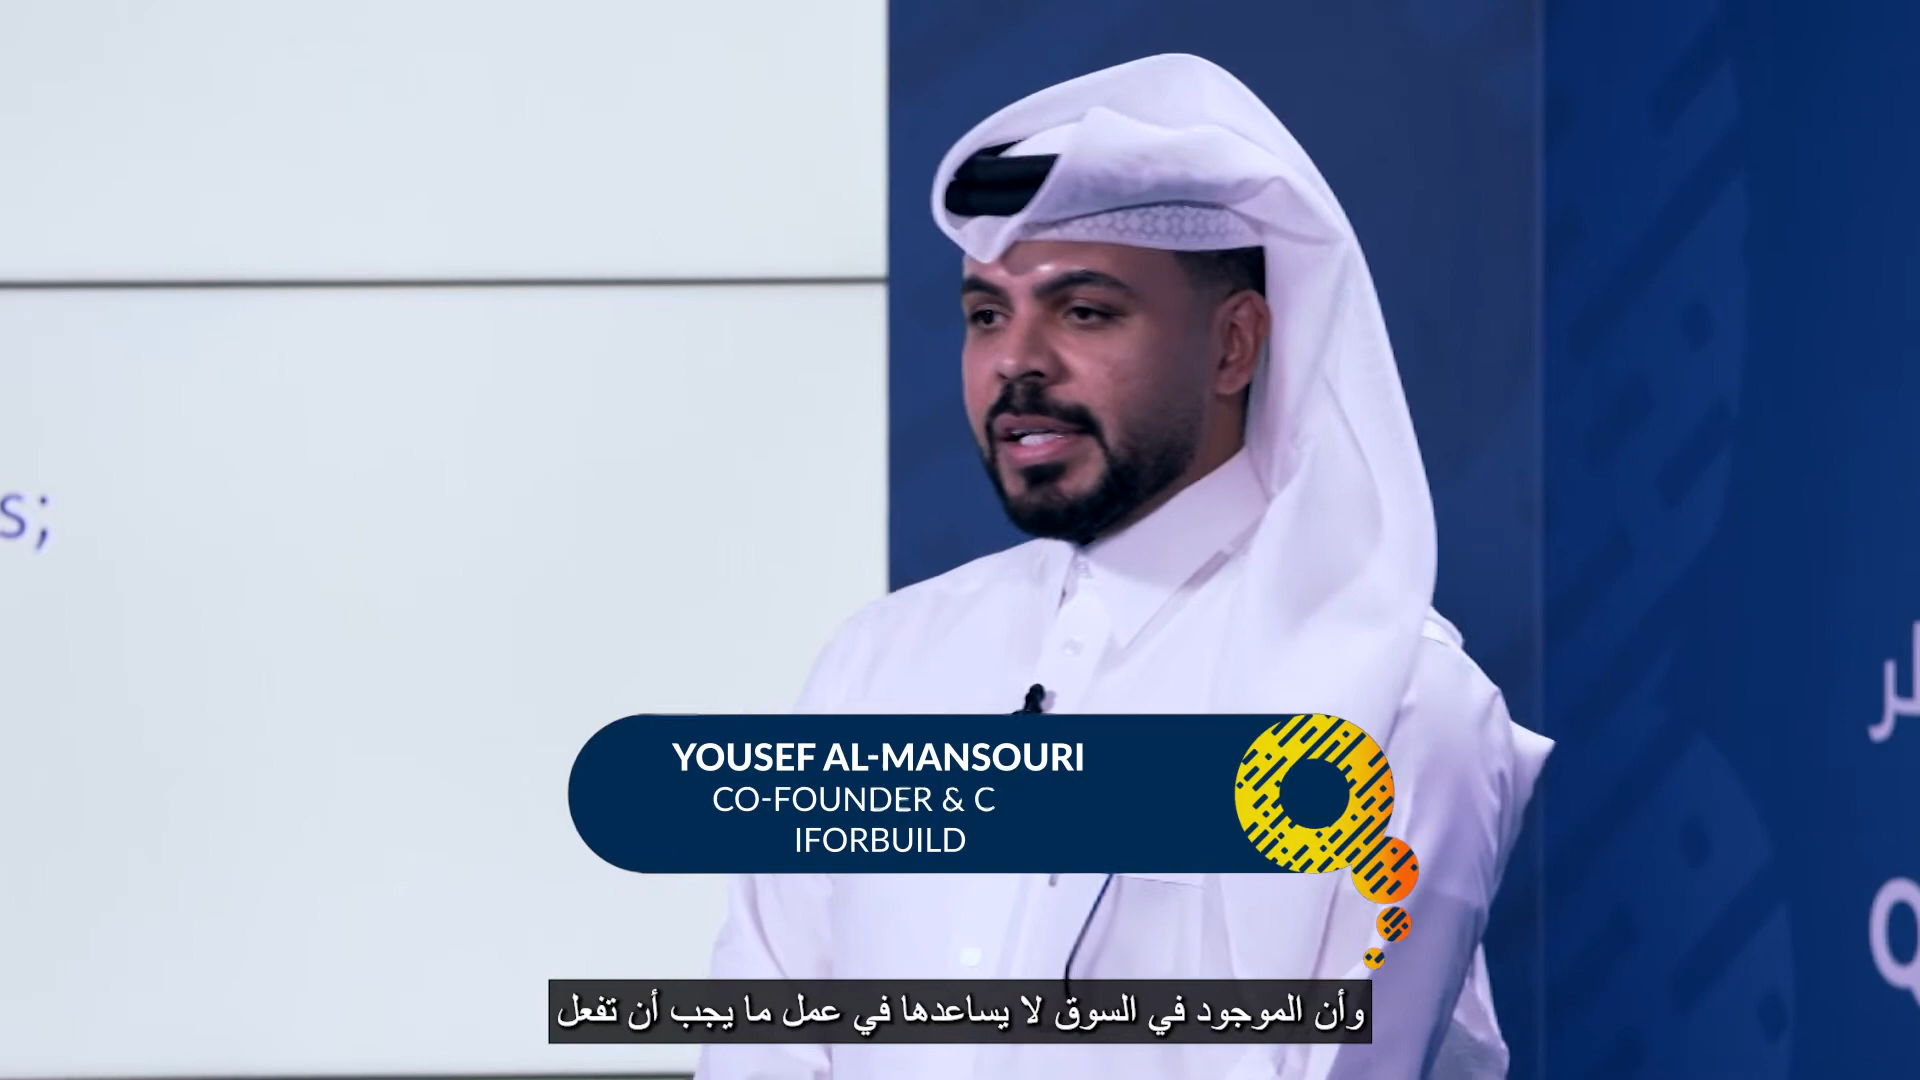 s;
YOUSEF AL-MANSOURI
CO-FOUNDER & C
IFORBUILD
وأن الموجود في السوق لا يساعدها في عمل ما يجب أن تفعل